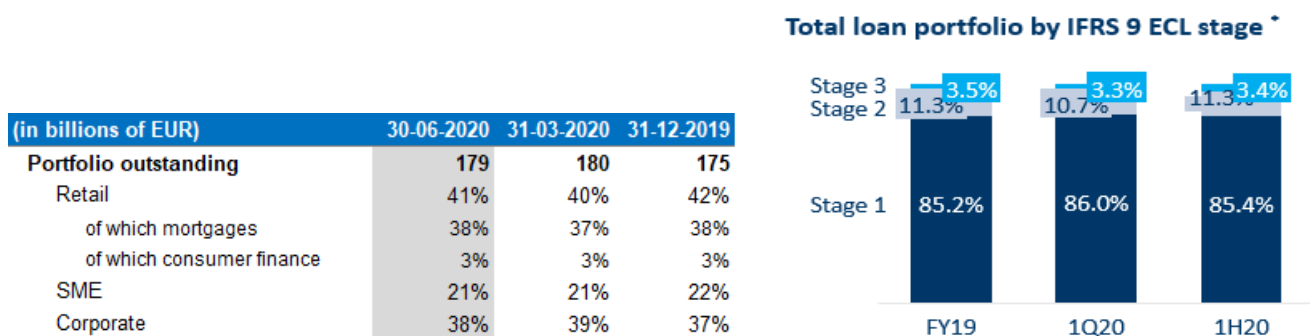 (in billions of EUR) 30-06-2020 31-03-2020 31-12-2019
Portfolio outstanding 179 180 175
Retail 41% 40% 42%
of which mortgages 38% 37% 38%
of which consumer finance 3% 3% 3%
SME 21% 21% 22%
Corporate 38% 39% 37%
Total loan portfolio by IFRS 9 ECL stage *
Stage 3 3.5% 3.3% 3.4%
Stage 2 11.3% 10.7% 11.3%
Stage 1 85.2% 86.0% 85.4%
FY19 1Q20 1H20